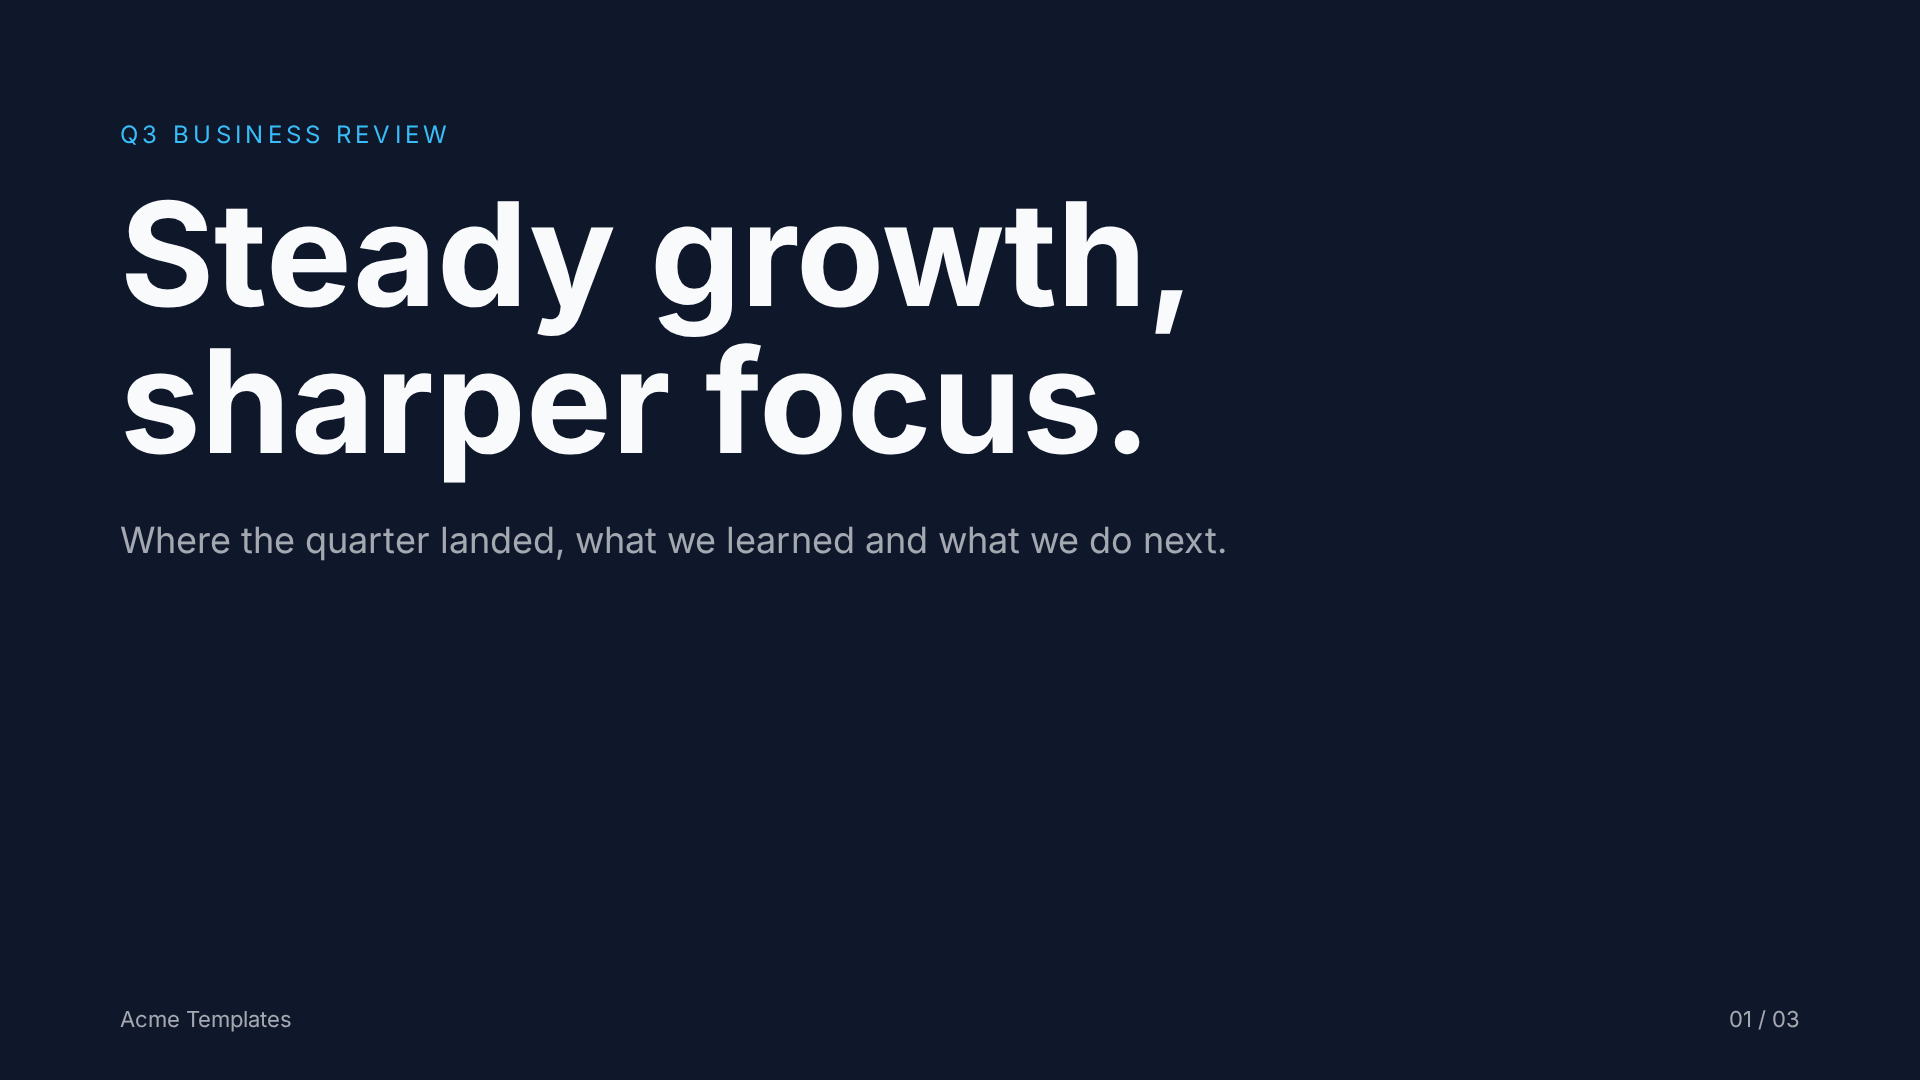 Q3 BUSINESS REVIEW
Steady growth,
sharper focus.
Where the quarter landed, what we learned and what we do next.
Acme Templates
01 / 03